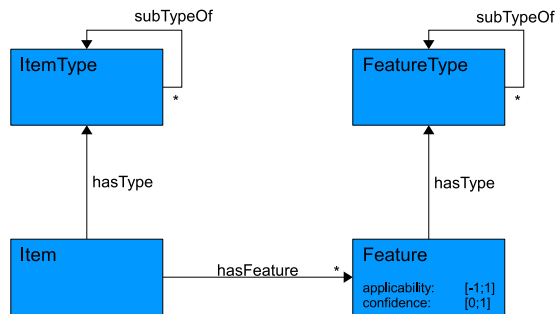 subTypeOf
subTypeOf
ItemType
FeatureType
*
*
hasType
hasType
Item
Feature
hasFeature
*
applicability: [-1;1]
confidence: [0;1]